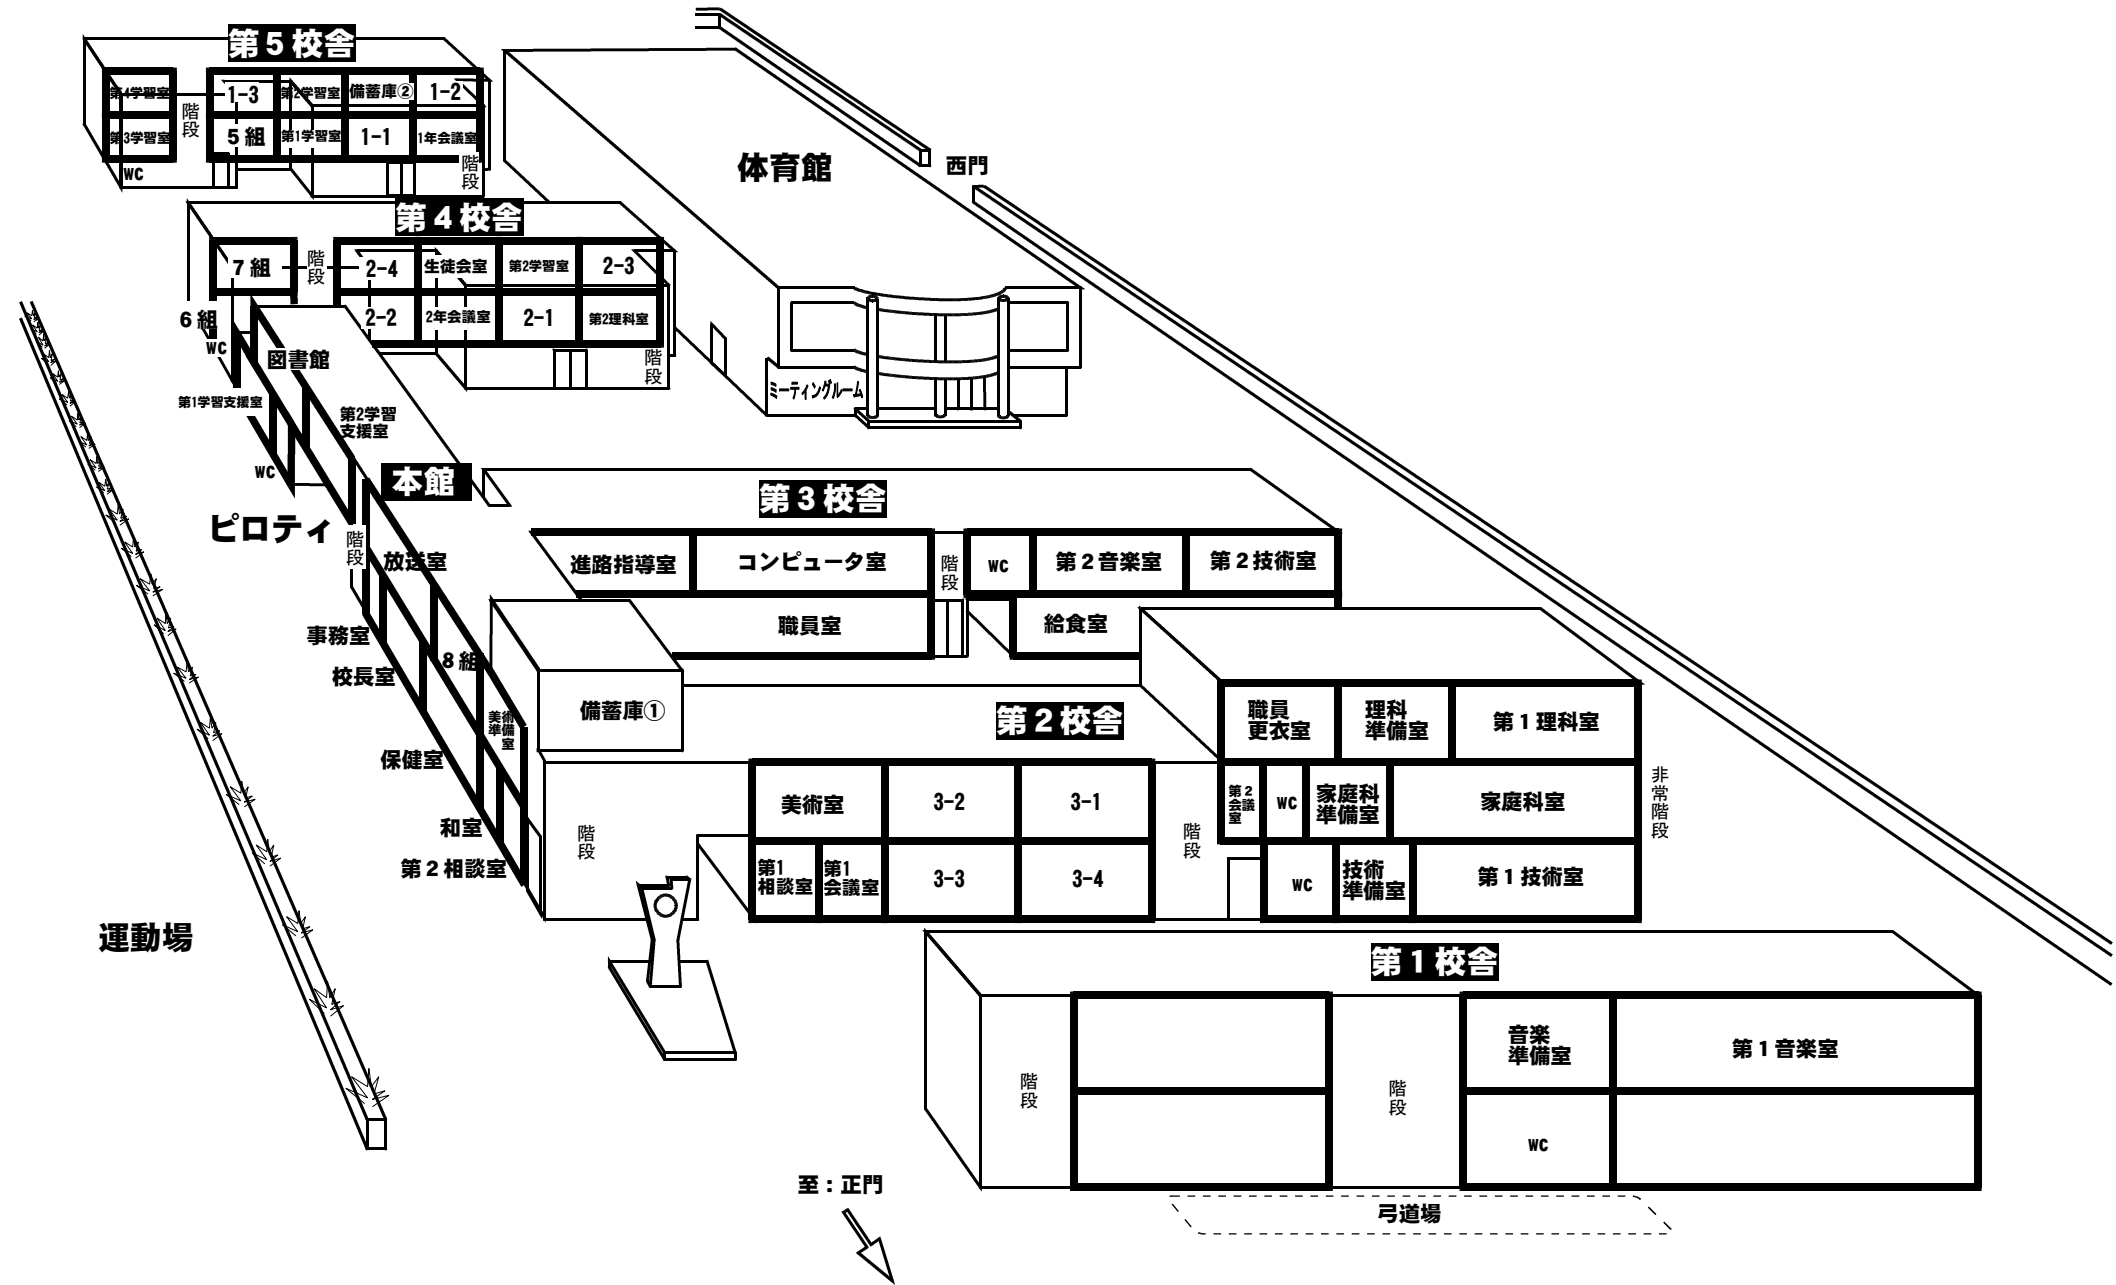 第５校舎
第4学習室
階段
1-3
第2学習室
備蓄庫②
1-2
第3学習室
5組
第1学習室
1-1
1年会議室
WC
階段
体育館
西門
ミーティングルーム
第４校舎
7組
階段
2-4
生徒会室
第2学習室
2-3
6組
2-2
2年会議室
2-1
第2理科室
WC
階段
図書館
第1学習支援室
第2学習
支援室
WC
本館
ピロティ
階段
放送室
事務室
8組
校長室
美術
準備
室
保健室
和室
第２相談室
第３校舎
進路指導室
コンピュータ室
階段
WC
第２音楽室
第２技術室
職員室
給食室
備蓄庫①
第２校舎
職員
更衣室
理科
準備室
第１理科室
階段
美術室
3-2
3-1
階段
第２
会議
室
WC
家庭科
準備室
家庭科室
非常階段
第1
相談室
第1
会議室
3-3
3-4
WC
技術
準備室
第１技術室
運動場
第１校舎
階段
階段
音楽
準備室
第１音楽室
WC
至：正門
弓道場